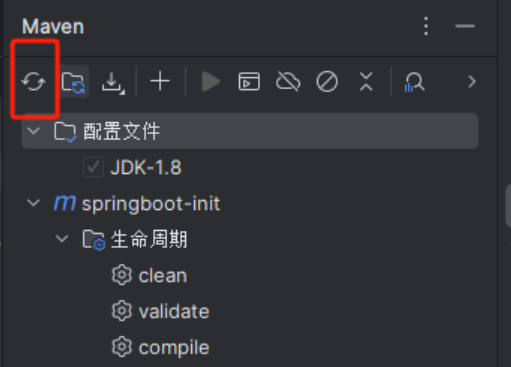 Maven
配置文件
JDK-1.8
m springboot-init
生命周期
clean
validate
compile